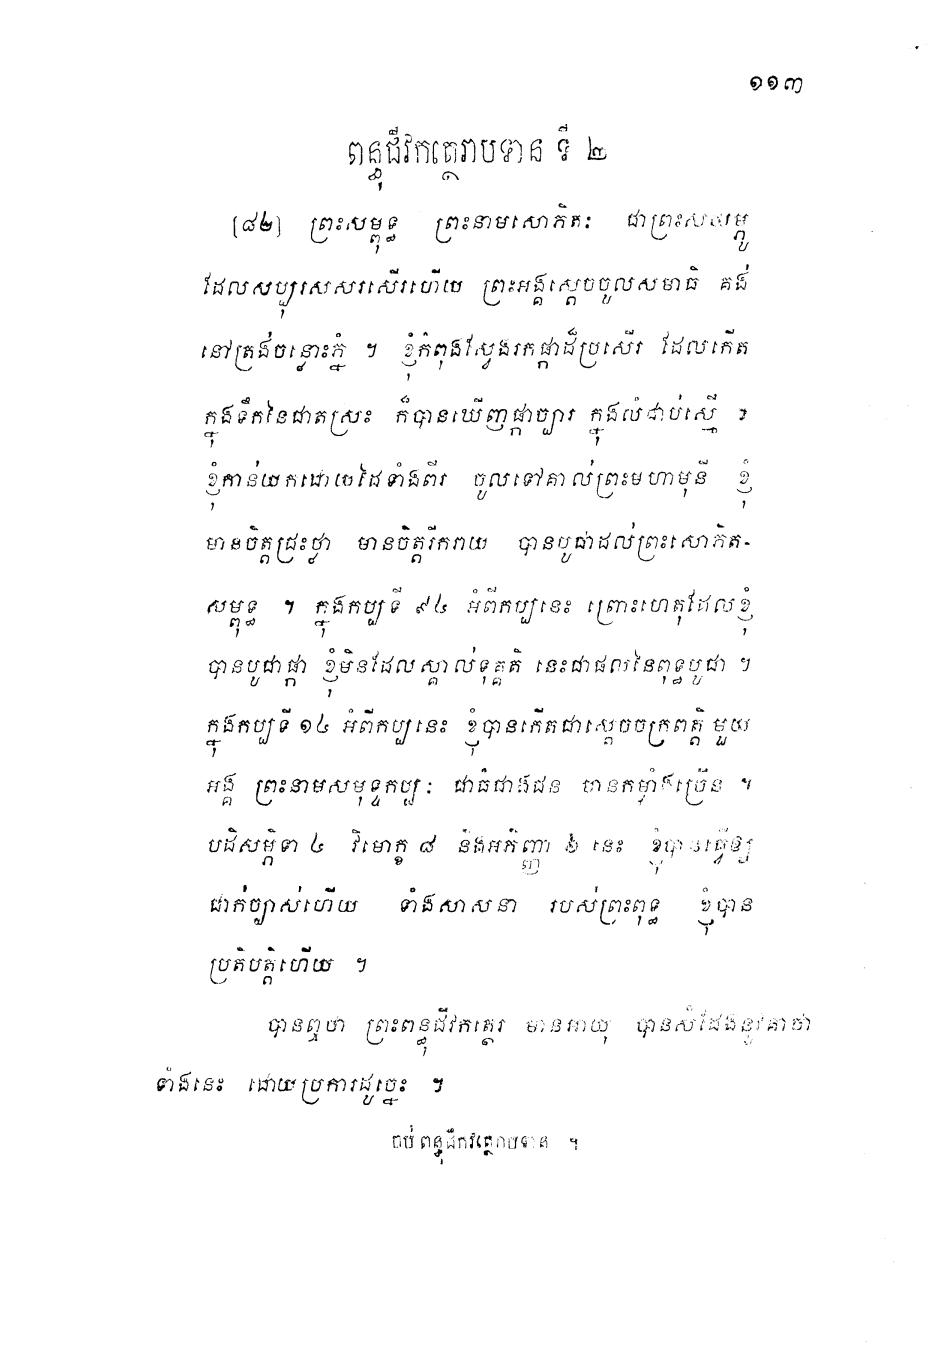 ១១៣
ពន្ធុជីវកត្ថេរាបទាន ទី ២
[៨២] ព្រះសម្ពុទ្ធ ព្រះនាមសោភិតៈ ជាព្រះសយម្ភូ
ដែលសប្បុរសេសរសើរហើយ ព្រះអង្គស្តេចចូលសមាធិ គង់
នៅត្រង់ចន្លោះភ្នំ ។ ខ្ញុំកំពុងស្វែងរកផ្កាដ៏ប្រសើរ ដែលកើត
ក្នុងទឹកនៃជាតស្រះ ក៏បានឃើញផ្កាច្បារ ក្នុងលំដាប់ស្មើ ។
ខ្ញុំកាន់យកដោយដៃទាំងពីរ ចូលទៅគាល់ព្រះមហាមុនី ខ្ញុំ
មានចិត្តជ្រះថ្លា មានចិត្តរីករាយ បានបូជាដល់ព្រះសោភិត-
សម្ពុទ្ធ ។ ក្នុងកប្បទី ៩៤ អំពីកប្បនេះ ព្រោះហេតុដែលខ្ញុំ
បានបូជាផ្កា ខ្ញុំមិនដែលស្គាល់ទុគ្គតិ នេះជាផលនៃពុទ្ធបូជា ។
ក្នុងកប្បទី ១៤ អំពីកប្បនេះ ខ្ញុំបានកើតជាស្តេចចក្រពត្តិ មួយ
អង្គ ព្រះនាមសមុទ្ទកប្បៈ ជាធំជាងជន មានកម្លាំងច្រើន ។
បដិសម្ភិទា ៤ វិមោក្ខ ៨ និងអភិញ្ញា ៦ នេះ ខ្ញុំបានធ្វើឲ្យ
ជាក់ច្បាស់ហើយ ទាំងសាសនា របស់ព្រះពុទ្ធ ខ្ញុំបាន
ប្រតិបត្តិហើយ ។
បានឮថា ព្រះពន្ធុជីវកត្ថេរ មានអាយុ បានសំដែងនូវគាថា
ទាំងនេះ ដោយប្រការដូច្នេះ ។
ចប់ ពន្ធុជីវកត្ថេរាបទាន ។